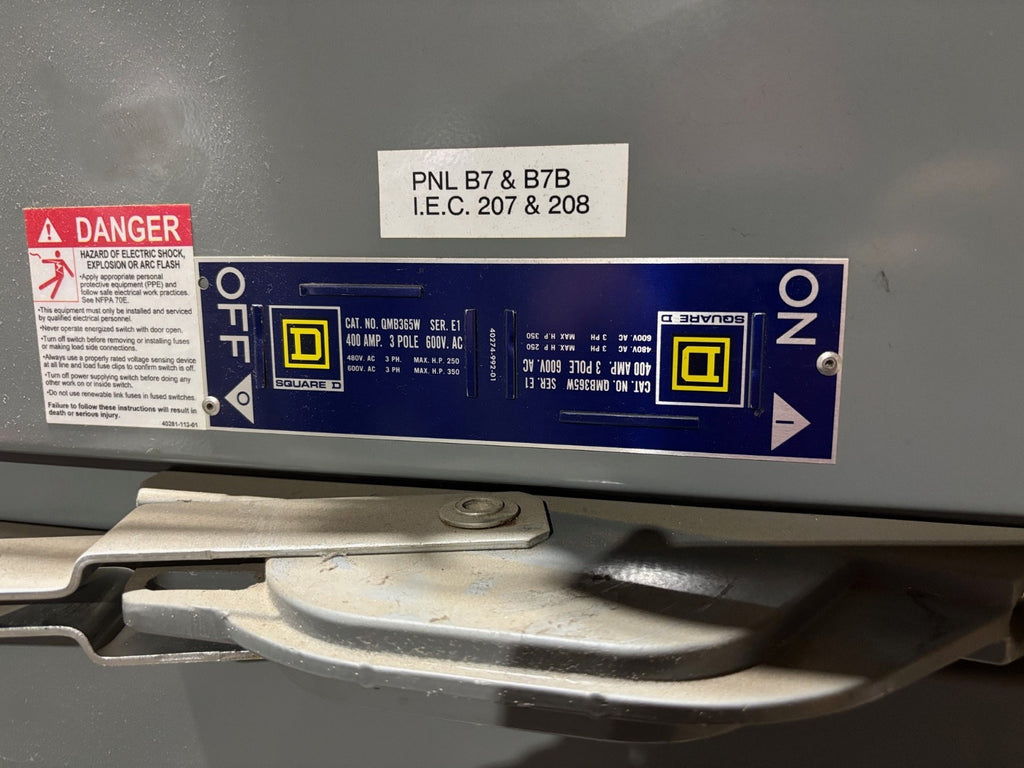 PNL B7 & B7B
I.E.C. 207 & 208
DANGER
HAZARD OF ELECTRIC SHOCK,
EXPLOSION OR ARC FLASH
•Apply appropriate personal
protective equipment (PPE) and
follow safe electrical work practices.
See NFPA 70E.
•This equipment must only be installed and serviced
by qualified electrical personnel.
•Never operate energized switch with door open.
•Turn off switch before removing or installing fuses
or making load side connections.
•Always use a properly rated voltage sensing device
at all line and load fuse clips to confirm switch is off.
•Turn off power supplying switch before doing any
other work on or inside switch.
•Do not use renewable link fuses in fused switches.
Failure to follow these instructions will result in
death or serious injury.
40281-113-01
OFF
O
D
SQUARE D
CAT. NO. QMB365W SER. E1
400 AMP. 3 POLE 600V. AC
480V. AC 3 PH. MAX. H.P. 250
600V. AC 3 PH MAX. H.P. 350
40274-992-01
CAT. NO. QMB365W SER. E1
400 AMP. 3 POLE 600V. AC
480V. AC 3 PH MAX. H.P 250
600V. AC 3 PH MAX. H.P. 350
D
SQUARE D
ON
I